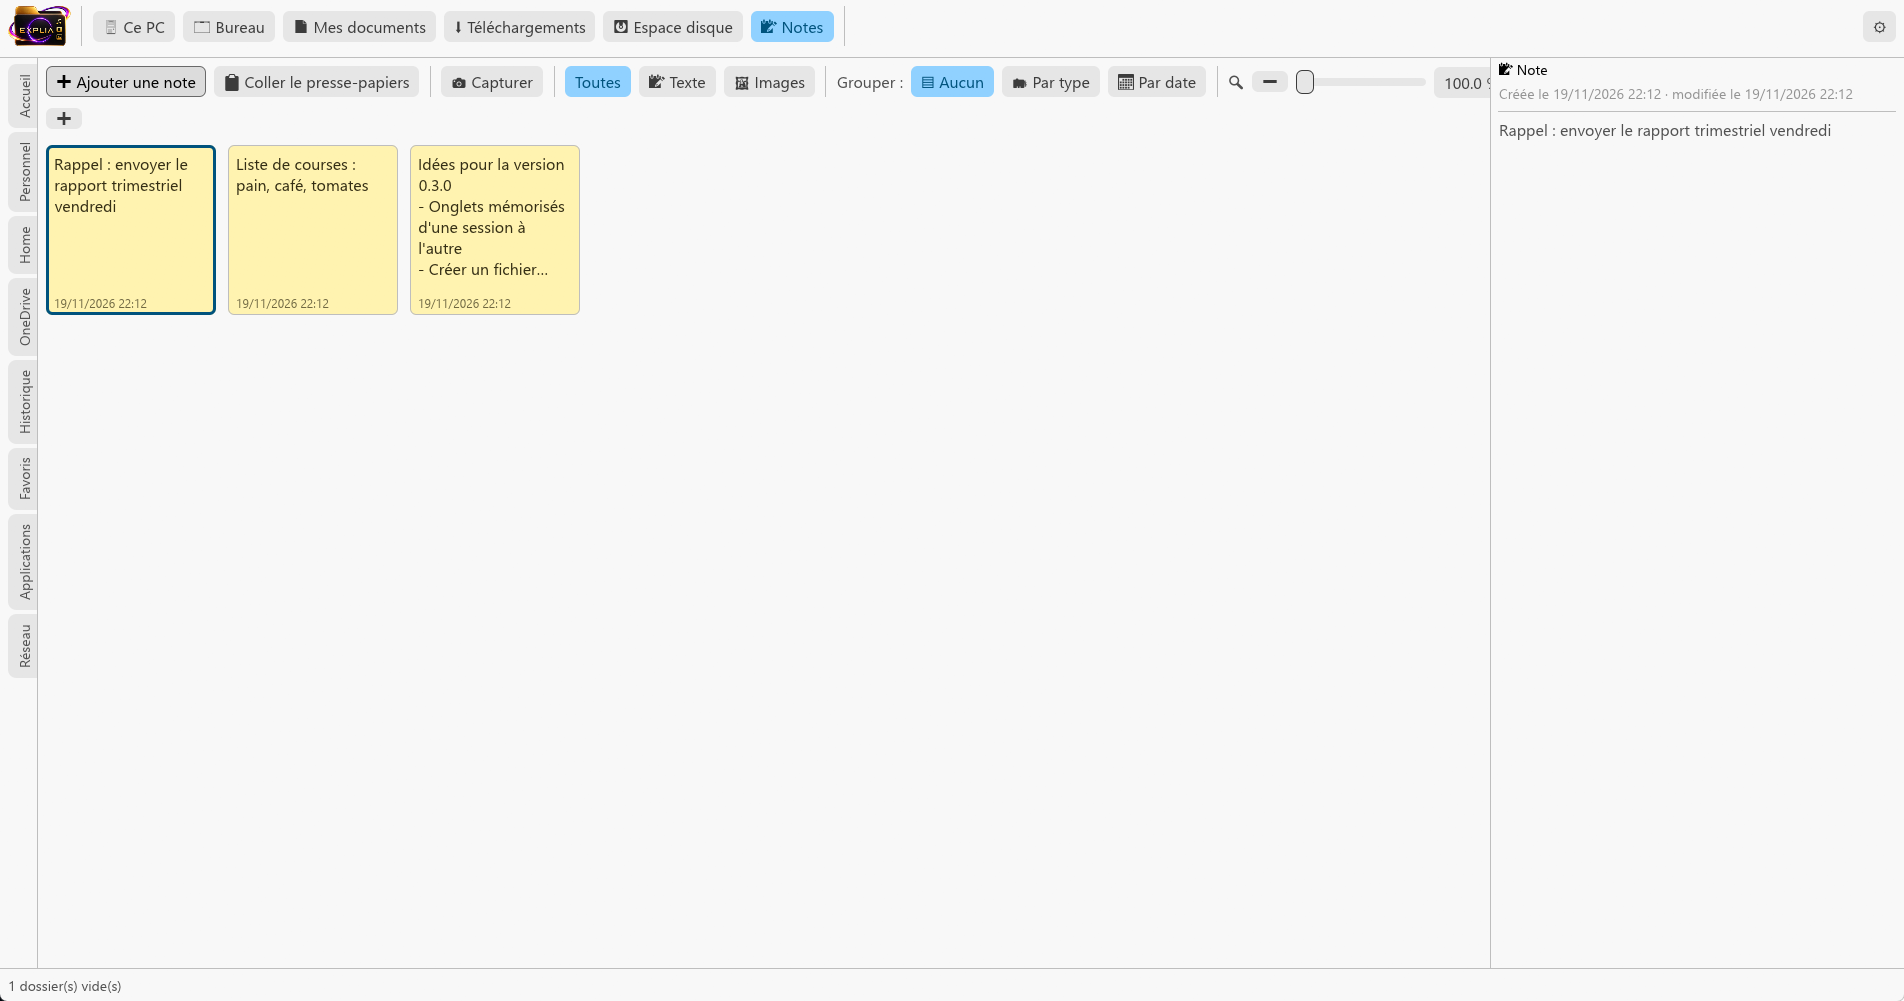 EXPLIA
Ce PC
Bureau
Mes documents
Téléchargements
Espace disque
Notes
Accueil
Personnel
Home
OneDrive
Historique
Favoris
Applications
Réseau
Ajouter une note
Coller le presse-papiers
Capturer
Toutes
Texte
Images
Grouper :
Aucun
Par type
Par date
100.0 %
Rappel : envoyer le
rapport trimestriel
vendredi
19/11/2026 22:12
Liste de courses :
pain, café, tomates
19/11/2026 22:12
Idées pour la version
0.3.0
- Onglets mémorisés
d'une session à
l'autre
- Créer un fichier...
19/11/2026 22:12
Note
Créée le 19/11/2026 22:12 · modifiée le 19/11/2026 22:12
Rappel : envoyer le rapport trimestriel vendredi
1 dossier(s) vide(s)